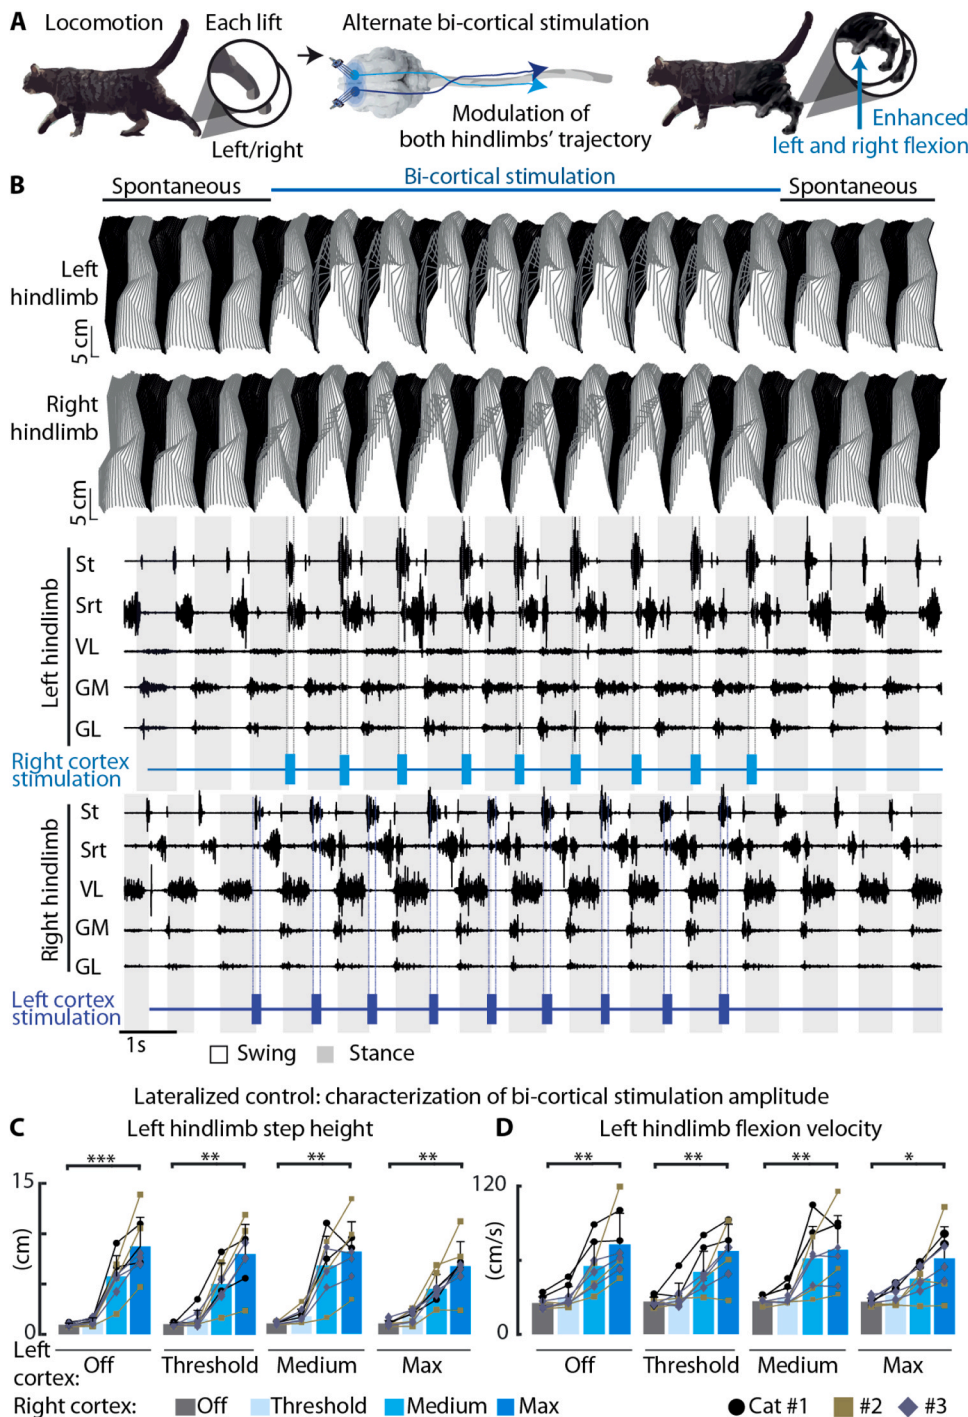 A Locomotion Each lift Alternate bi-cortical stimulation
Left/right
Modulation of
both hindlimbs' trajectory
Enhanced
left and right flexion
B Spontaneous Bi-cortical stimulation Spontaneous
Left
hindlimb
5 cm
Right
hindlimb
5 cm
Left hindlimb
St
Srt
VL
GM
GL
Right cortex
stimulation
Right hindlimb
St
Srt
VL
GM
GL
Left cortex
stimulation
1s
Swing Stance
Lateralized control: characterization of bi-cortical stimulation amplitude
C Left hindlimb step height
*** ** ** **
15
(cm)
0
D Left hindlimb flexion velocity
** ** ** *
120
(cm/s)
0
Left
cortex:
Off Threshold Medium Max Off Threshold Medium Max
Right cortex: Off Threshold Medium Max Cat #1 #2 #3